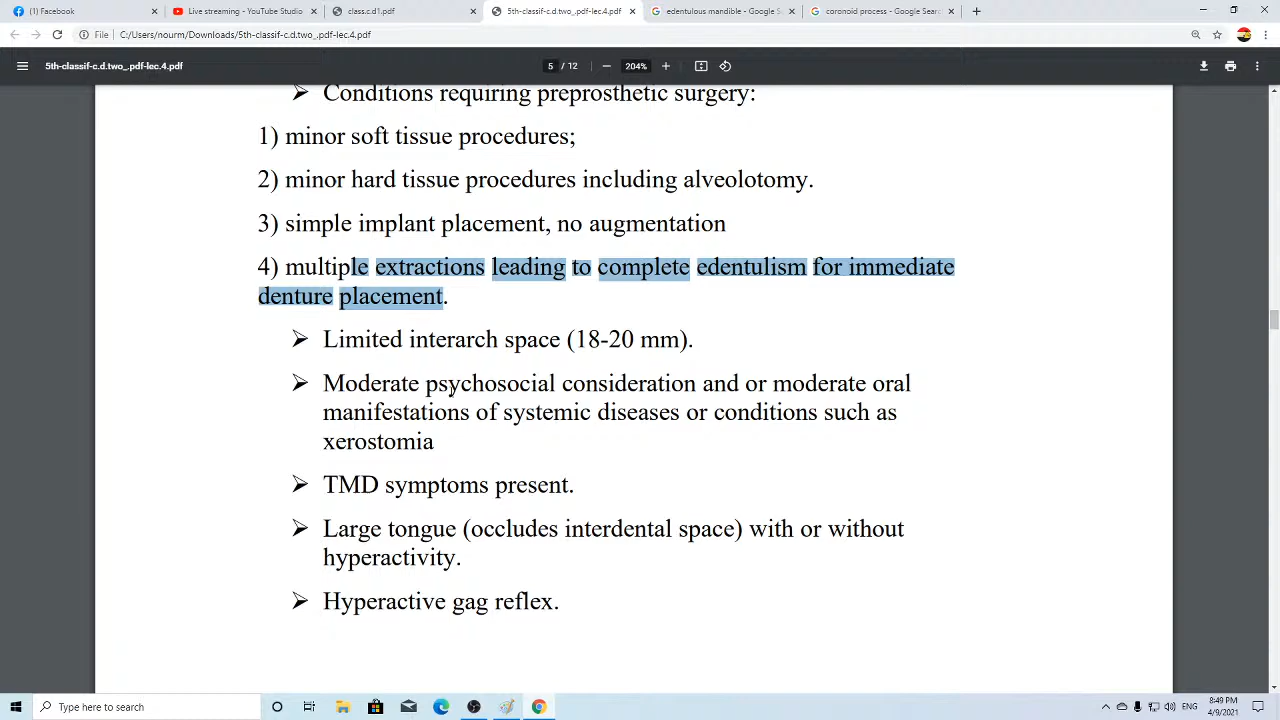 (1) Facebook
Live streaming - YouTube Studio
class.c.d1.pdf
5th-classif-c.d.two_.pdf-lec.4.pdf
edentulous mandible - Google S
coronoid process - Google Searc
File
C:/Users/nourm/Downloads/5th-classif-c.d.two_.pdf-lec.4.pdf
5th-classif-c.d.two_.pdf-lec.4.pdf
5 / 12
204%
Conditions requiring preprosthetic surgery:
1) minor soft tissue procedures;
2) minor hard tissue procedures including alveolotomy.
3) simple implant placement, no augmentation
4) multiple extractions leading to complete edentulism for immediate
denture placement.
Limited interarch space (18-20 mm).
Moderate psychosocial consideration and or moderate oral
manifestations of systemic diseases or conditions such as
xerostomia
TMD symptoms present.
Large tongue (occludes interdental space) with or without
hyperactivity.
Hyperactive gag reflex.
Type here to search
ENG
8:49 PM
4/9/2021